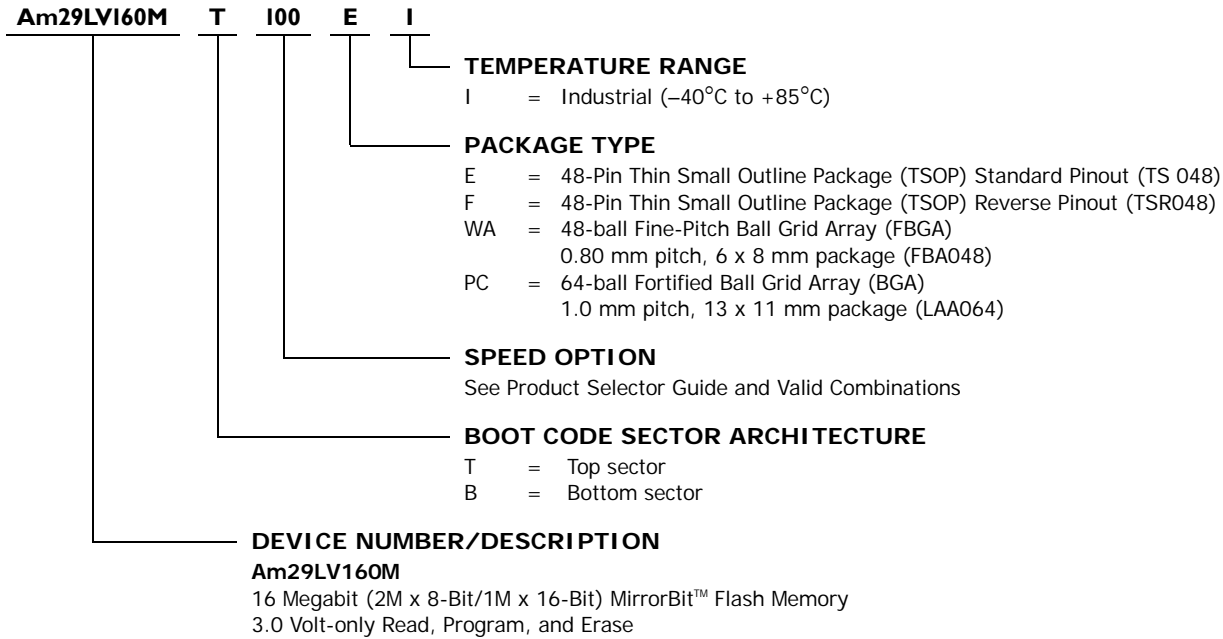 Am29LV160M T 100 E I
TEMPERATURE RANGE
I = Industrial (–40°C to +85°C)
PACKAGE TYPE
E = 48-Pin Thin Small Outline Package (TSOP) Standard Pinout (TS 048)
F = 48-Pin Thin Small Outline Package (TSOP) Reverse Pinout (TSR048)
WA = 48-ball Fine-Pitch Ball Grid Array (FBGA)
0.80 mm pitch, 6 x 8 mm package (FBA048)
PC = 64-ball Fortified Ball Grid Array (BGA)
1.0 mm pitch, 13 x 11 mm package (LAA064)
SPEED OPTION
See Product Selector Guide and Valid Combinations
BOOT CODE SECTOR ARCHITECTURE
T = Top sector
B = Bottom sector
DEVICE NUMBER/DESCRIPTION
Am29LV160M
16 Megabit (2M x 8-Bit/1M x 16-Bit) MirrorBit™ Flash Memory
3.0 Volt-only Read, Program, and Erase